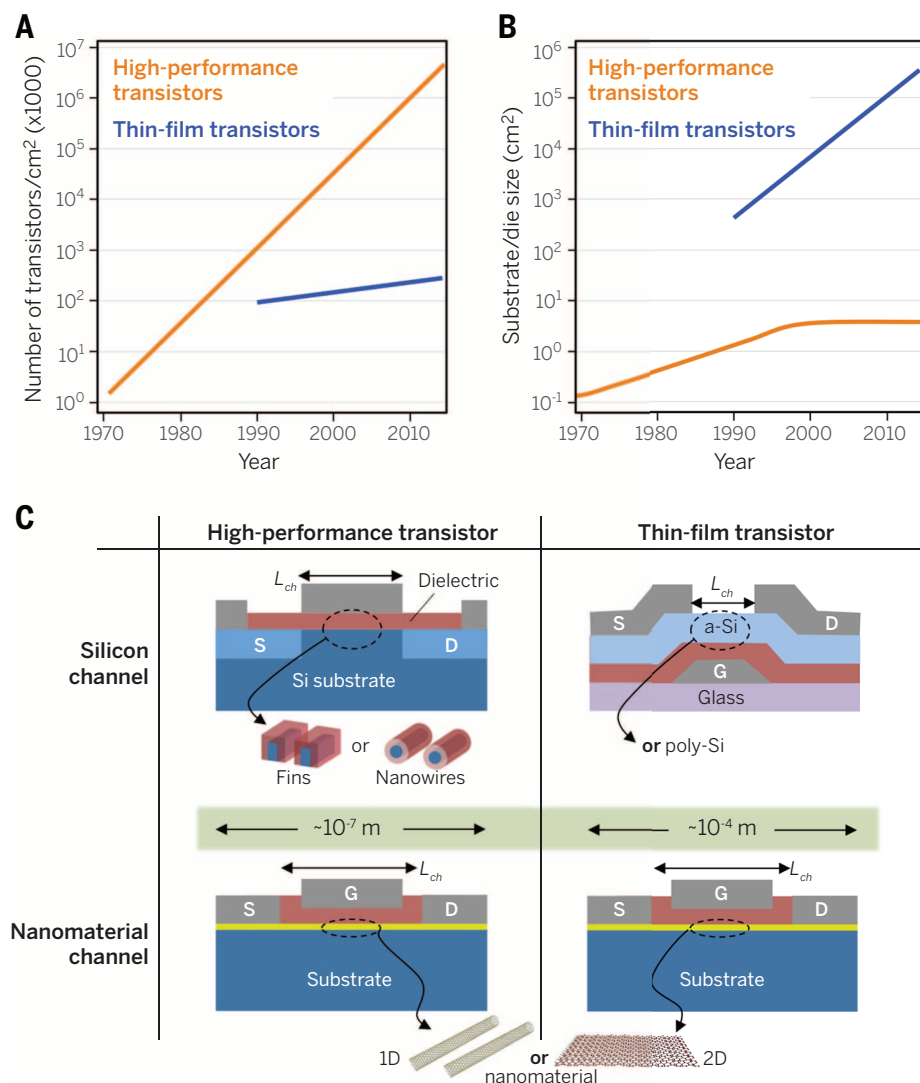 A
Number of transistors/cm² (x1000)
10⁷
10⁶
10⁵
10⁴
10³
10²
10¹
10⁰
High-performance
transistors
Thin-film transistors
1970 1980 1990 2000 2010
Year
B
Substrate/die size (cm²)
10⁶
10⁵
10⁴
10³
10²
10¹
10⁰
10⁻¹
High-performance
transistors
Thin-film transistors
1970 1980 1990 2000 2010
Year
C
High-performance transistor
Thin-film transistor
Silicon
channel
L_ch
Dielectric
S
D
Si substrate
Fins
or
Nanowires
L_ch
S
a-Si
D
G
Glass
or poly-Si
~10⁻⁷ m
~10⁻⁴ m
Nanomaterial
channel
L_ch
G
S
D
Substrate
L_ch
G
S
D
Substrate
1D or 2D
nanomaterial